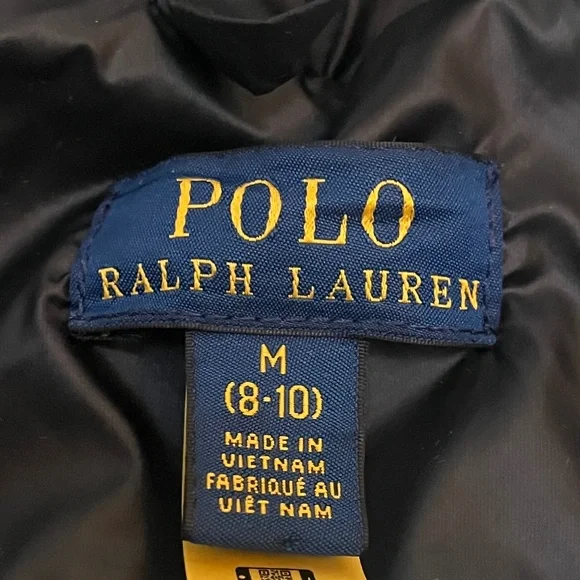 POLO
RALPH LAUREN
M
(8-10)
MADE IN
VIETNAM
FABRIQUÉ AU
VIÊT NAM